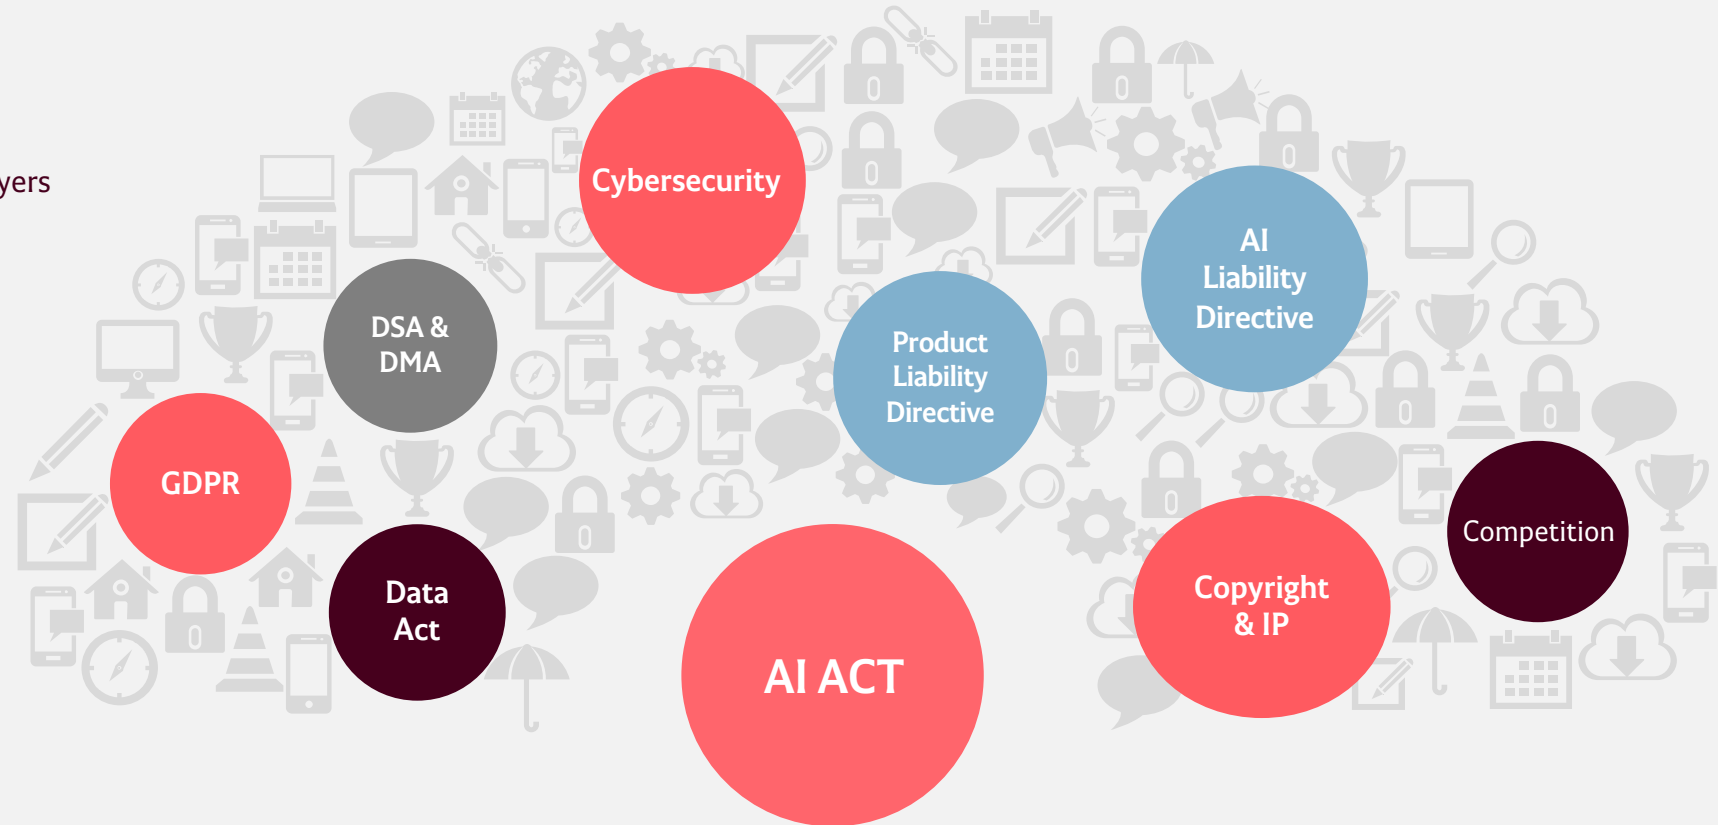 yers
Cybersecurity
AI
Liability
Directive
DSA &
DMA
Product
Liability
Directive
GDPR
Competition
Data
Act
Copyright
& IP
AI ACT